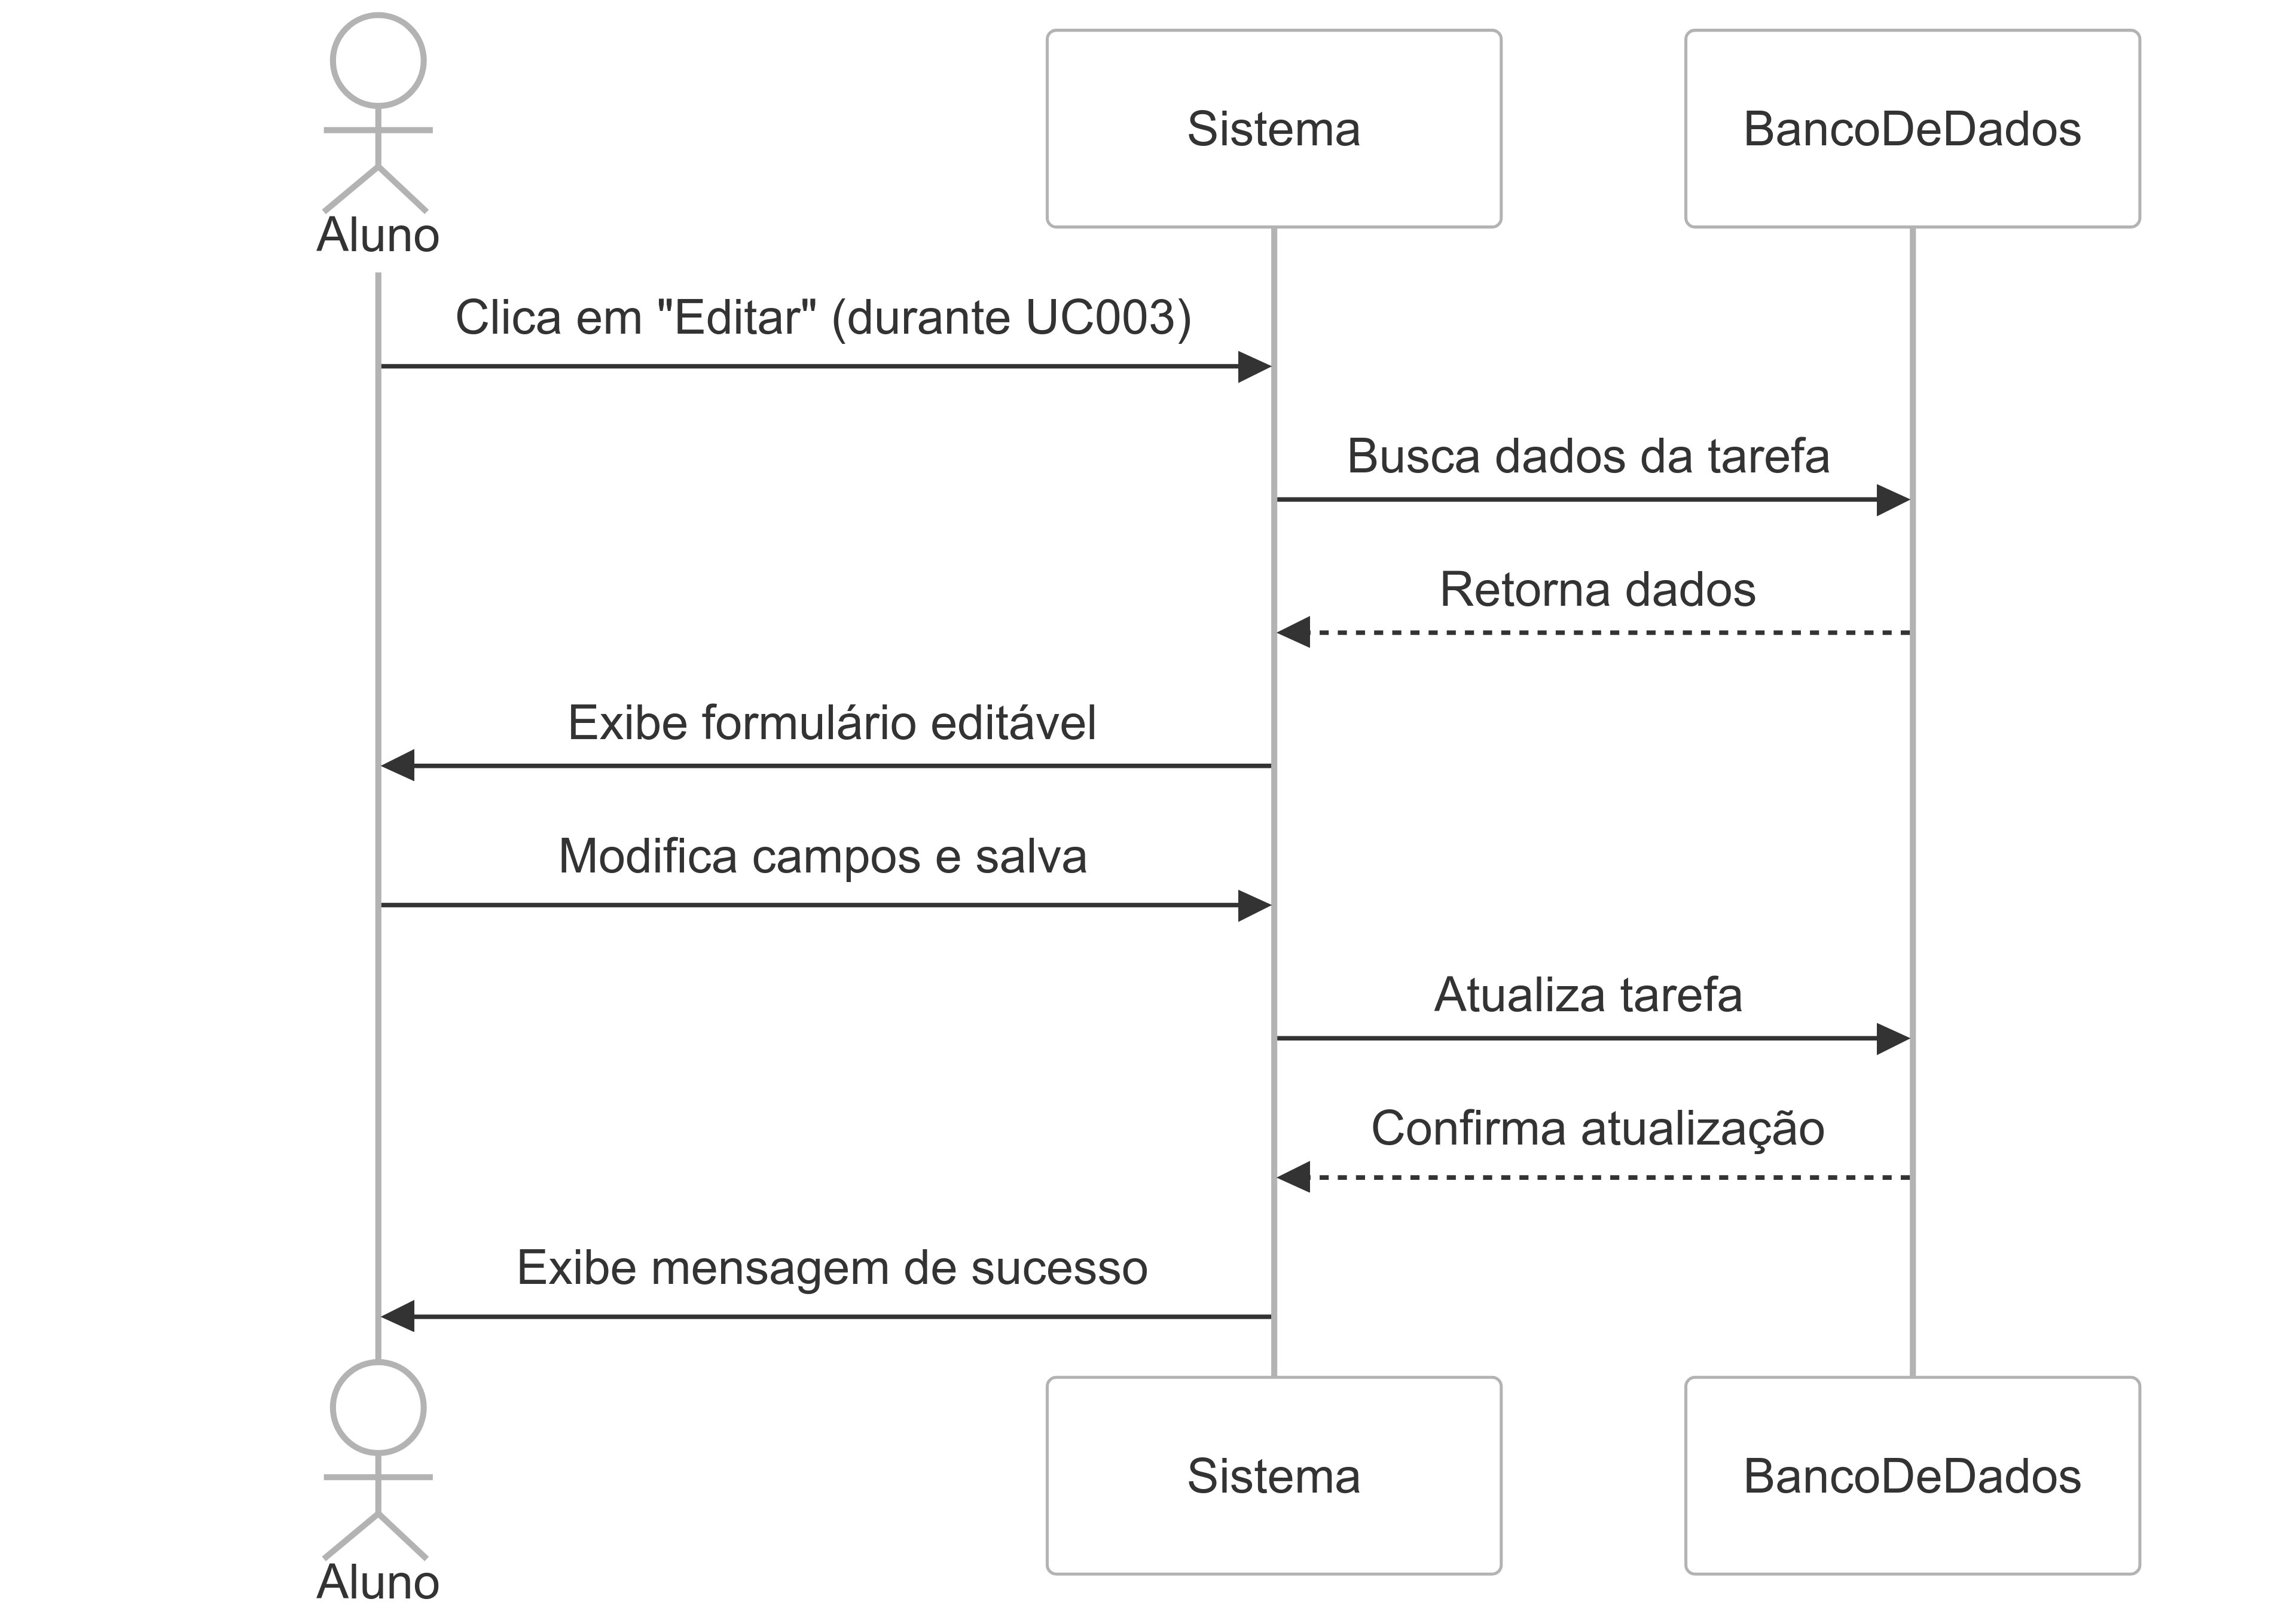 Aluno
Sistema
BancoDeDados
Clica em "Editar" (durante UC003)
Busca dados da tarefa
Retorna dados
Exibe formulário editável
Modifica campos e salva
Atualiza tarefa
Confirma atualização
Exibe mensagem de sucesso
Aluno
Sistema
BancoDeDados